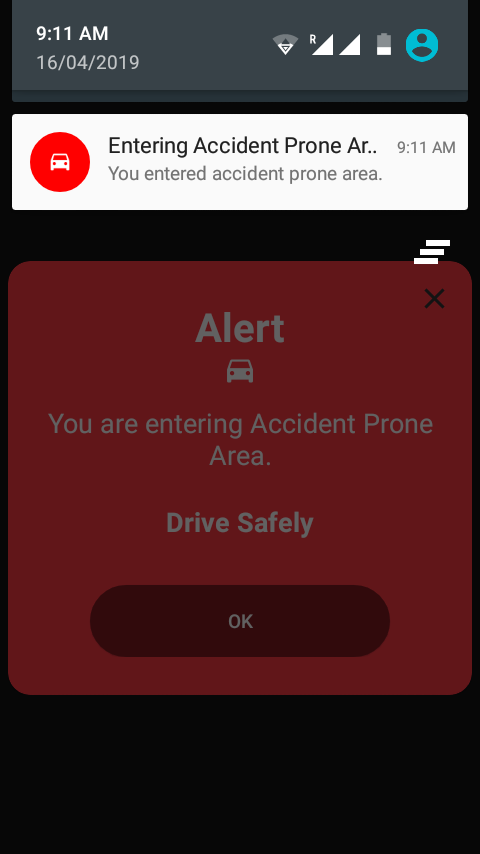 9:11 AM
16/04/2019
R
Entering Accident Prone Ar.. 9:11 AM
You entered accident prone area.
Alert
You are entering Accident Prone
Area.
Drive Safely
OK